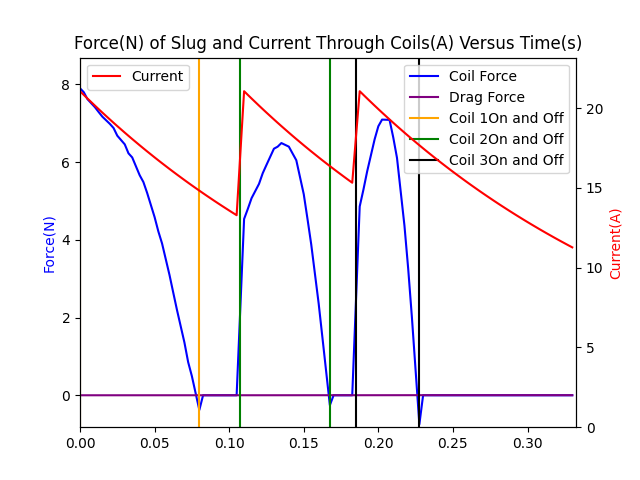 Force(N) of Slug and Current Through Coils(A) Versus Time(s)
Current
Coil Force
Drag Force
Coil 1On and Off
Coil 2On and Off
Coil 3On and Off
Force(N)
8
6
4
2
0
Current(A)
20
15
10
5
0
0.00 0.05 0.10 0.15 0.20 0.25 0.30